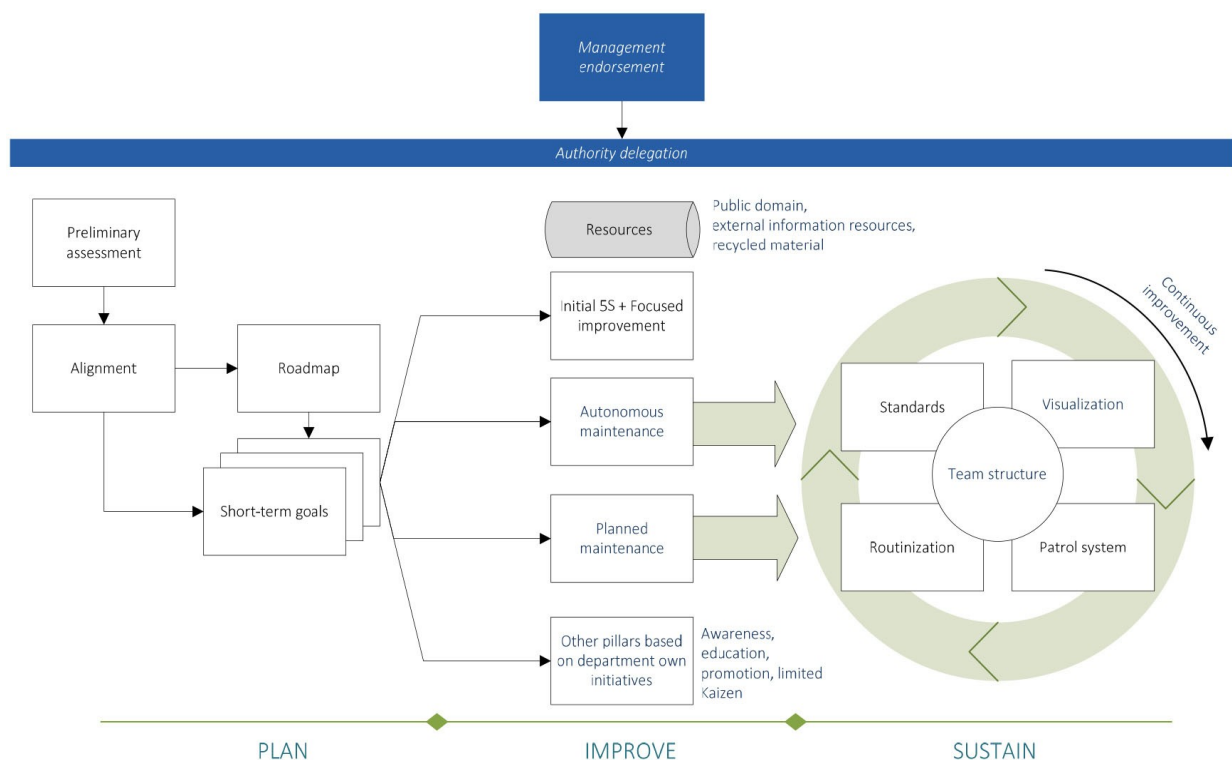 Management
endorsement
Authority delegation
Preliminary
assessment
Resources
Public domain,
external information resources,
recycled material
Initial 5S + Focused
improvement
Continuous
improvement
Alignment
Roadmap
Autonomous
maintenance
Standards
Visualization
Team structure
Short-term goals
Planned
maintenance
Routinization
Patrol system
Other pillars based
on department own
initiatives
Awareness,
education,
promotion, limited
Kaizen
PLAN
IMPROVE
SUSTAIN